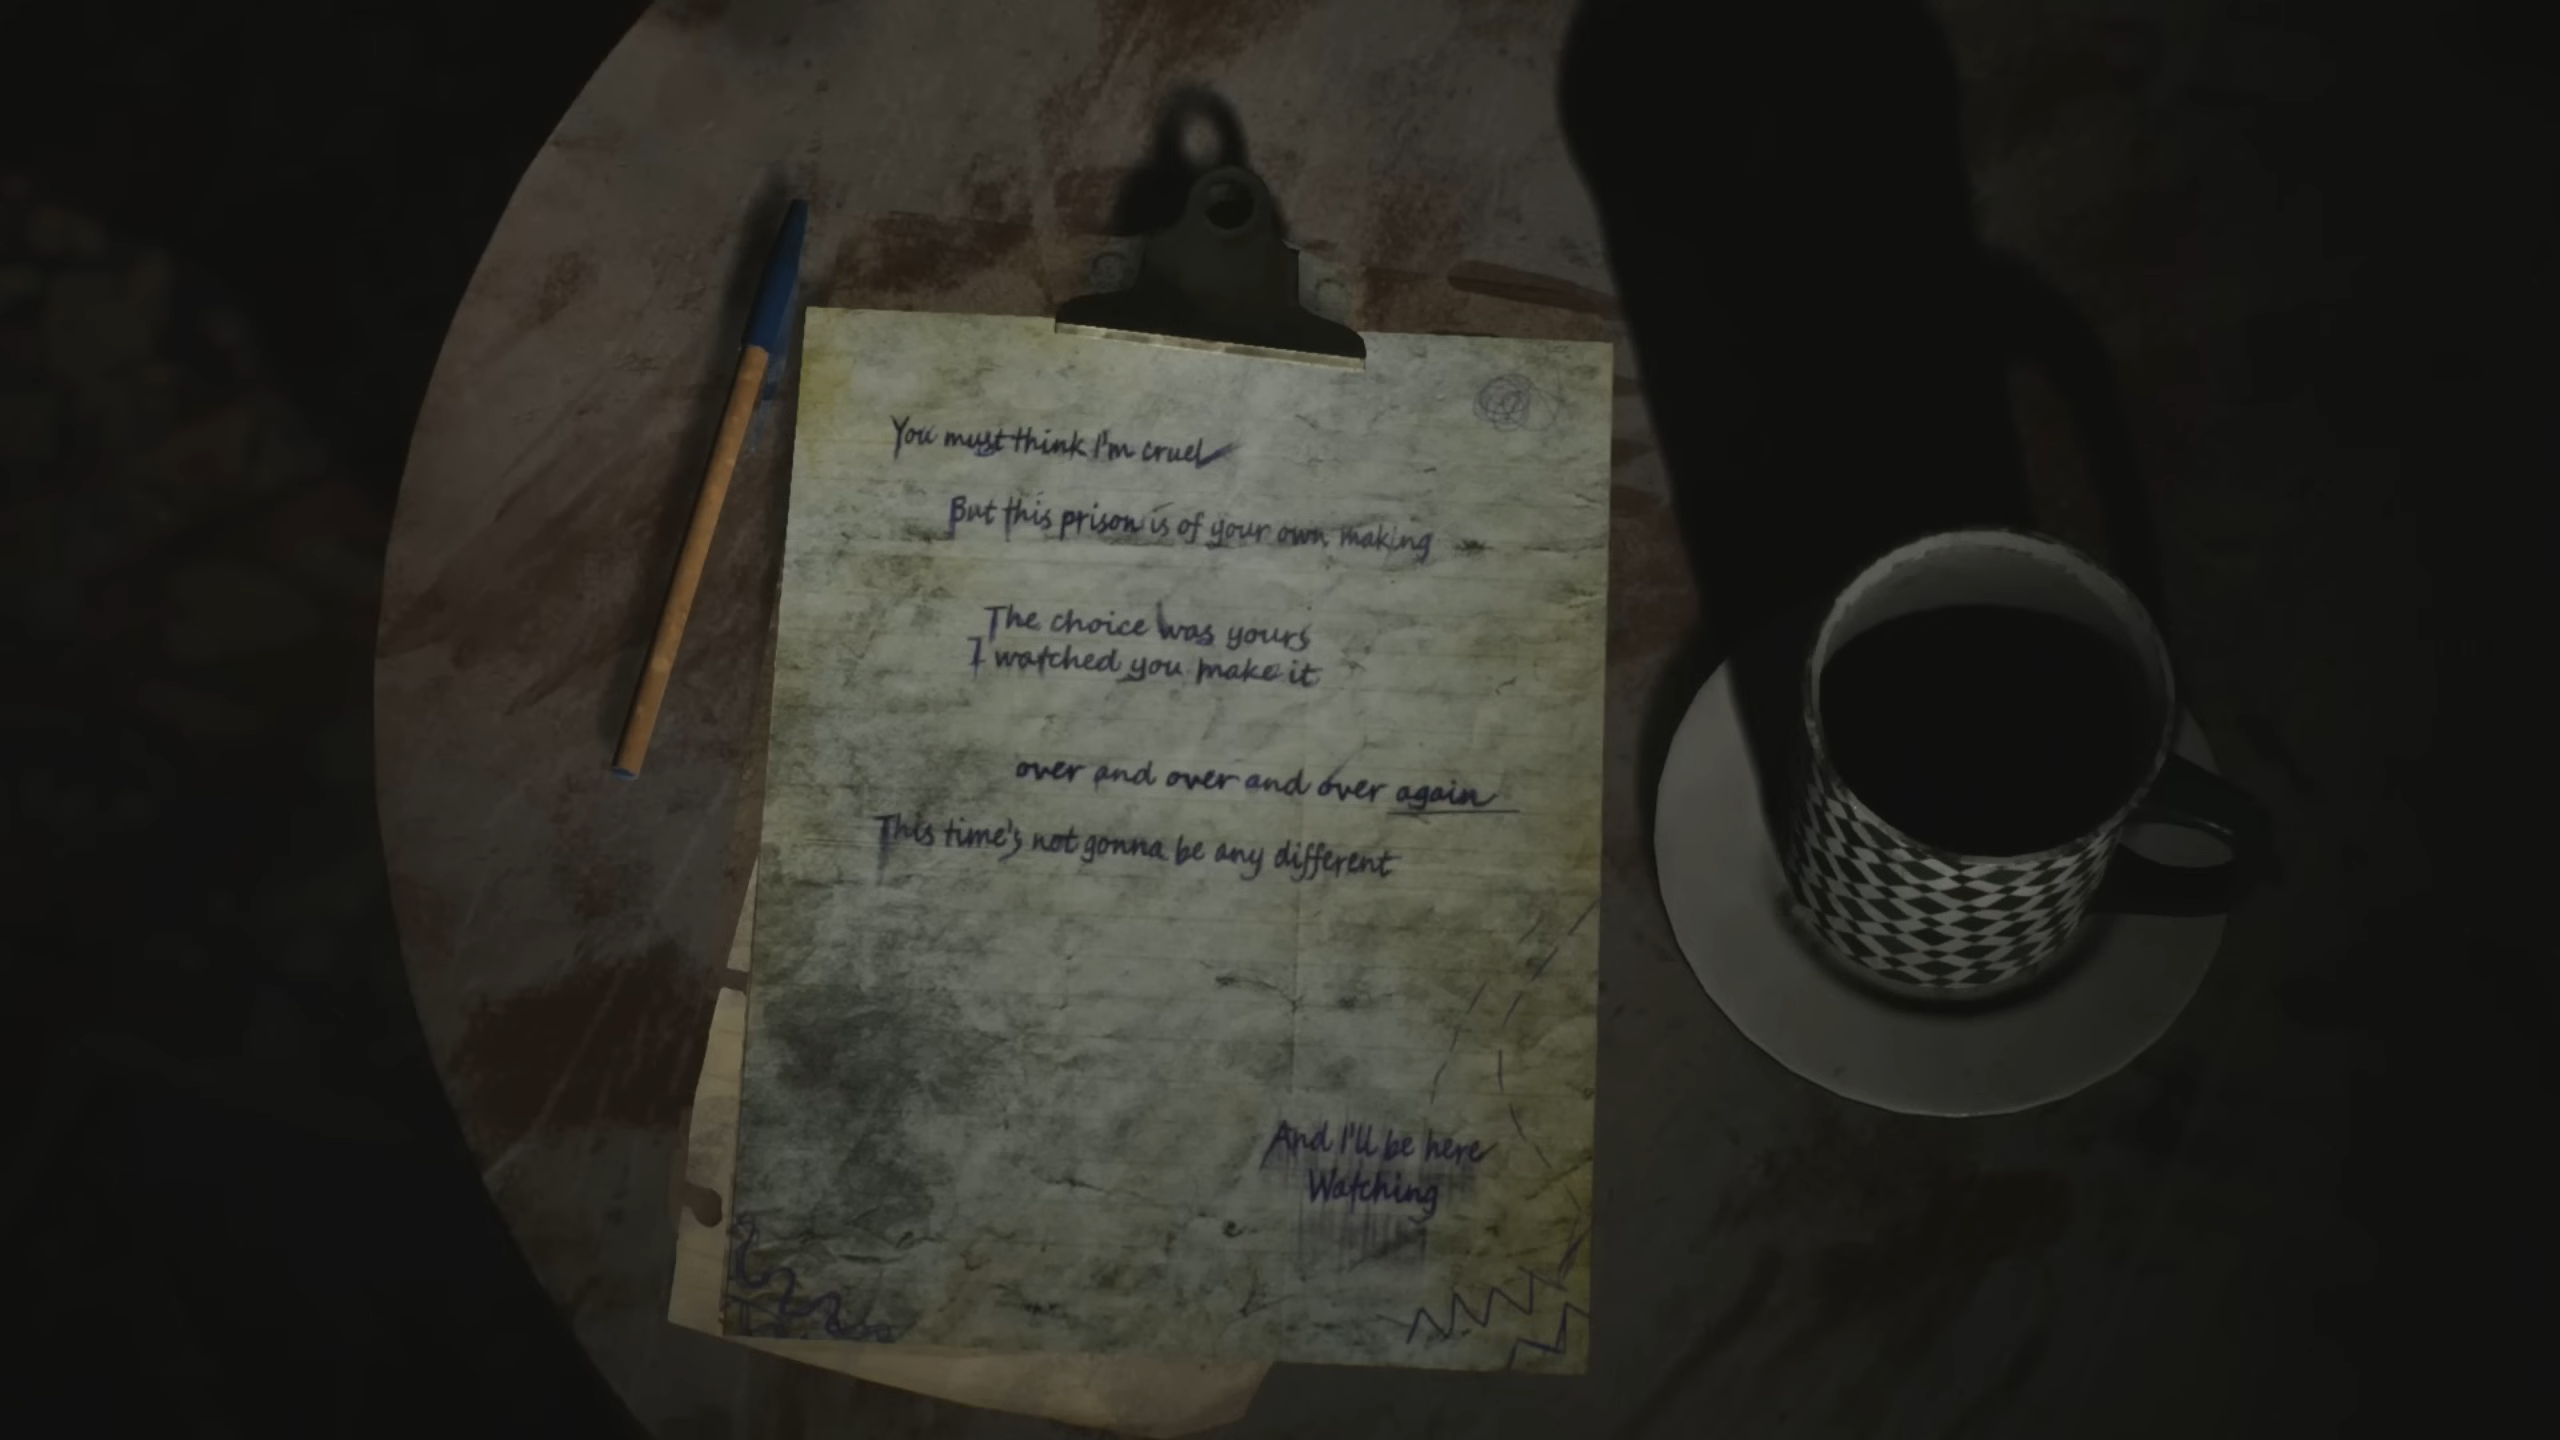 You must think I'm cruel
But this prison is of your own making
The choice was yours
I watched you make it
over and over and over again
This time's not gonna be any different
And I'll be here
Watching